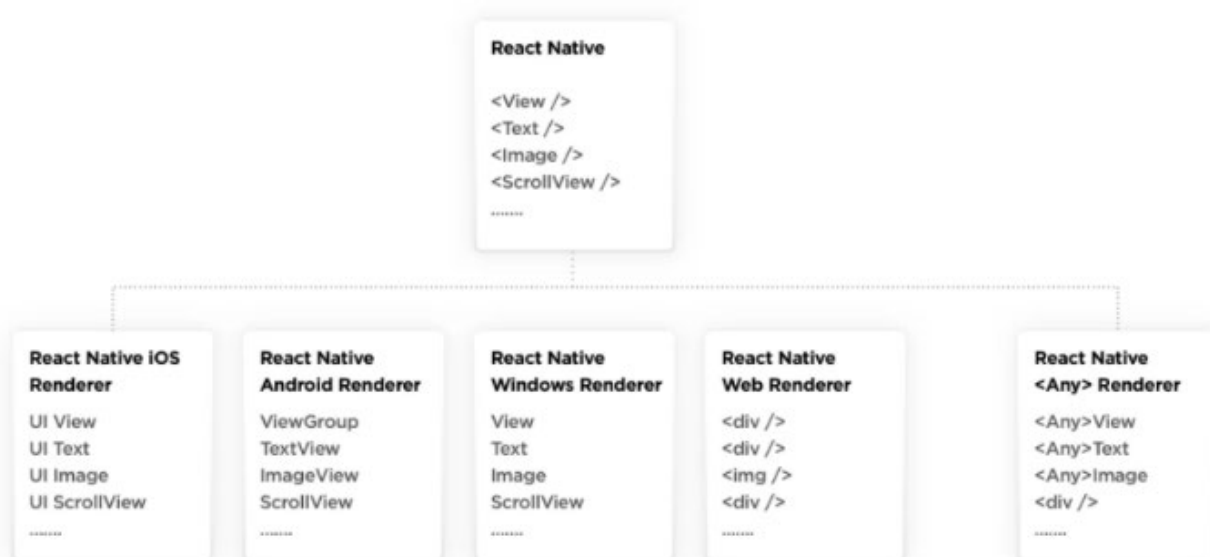 React Native
<View />
<Text />
<Image />
<ScrollView />
.......
React Native iOS
Renderer
UI View
UI Text
UI Image
UI ScrollView
.......
React Native
Android Renderer
ViewGroup
TextView
ImageView
ScrollView
.......
React Native
Windows Renderer
View
Text
Image
ScrollView
.......
React Native
Web Renderer
<div />
<div />
<img />
<div />
.......
React Native
<Any> Renderer
<Any>View
<Any>Text
<Any>Image
<div />
.......